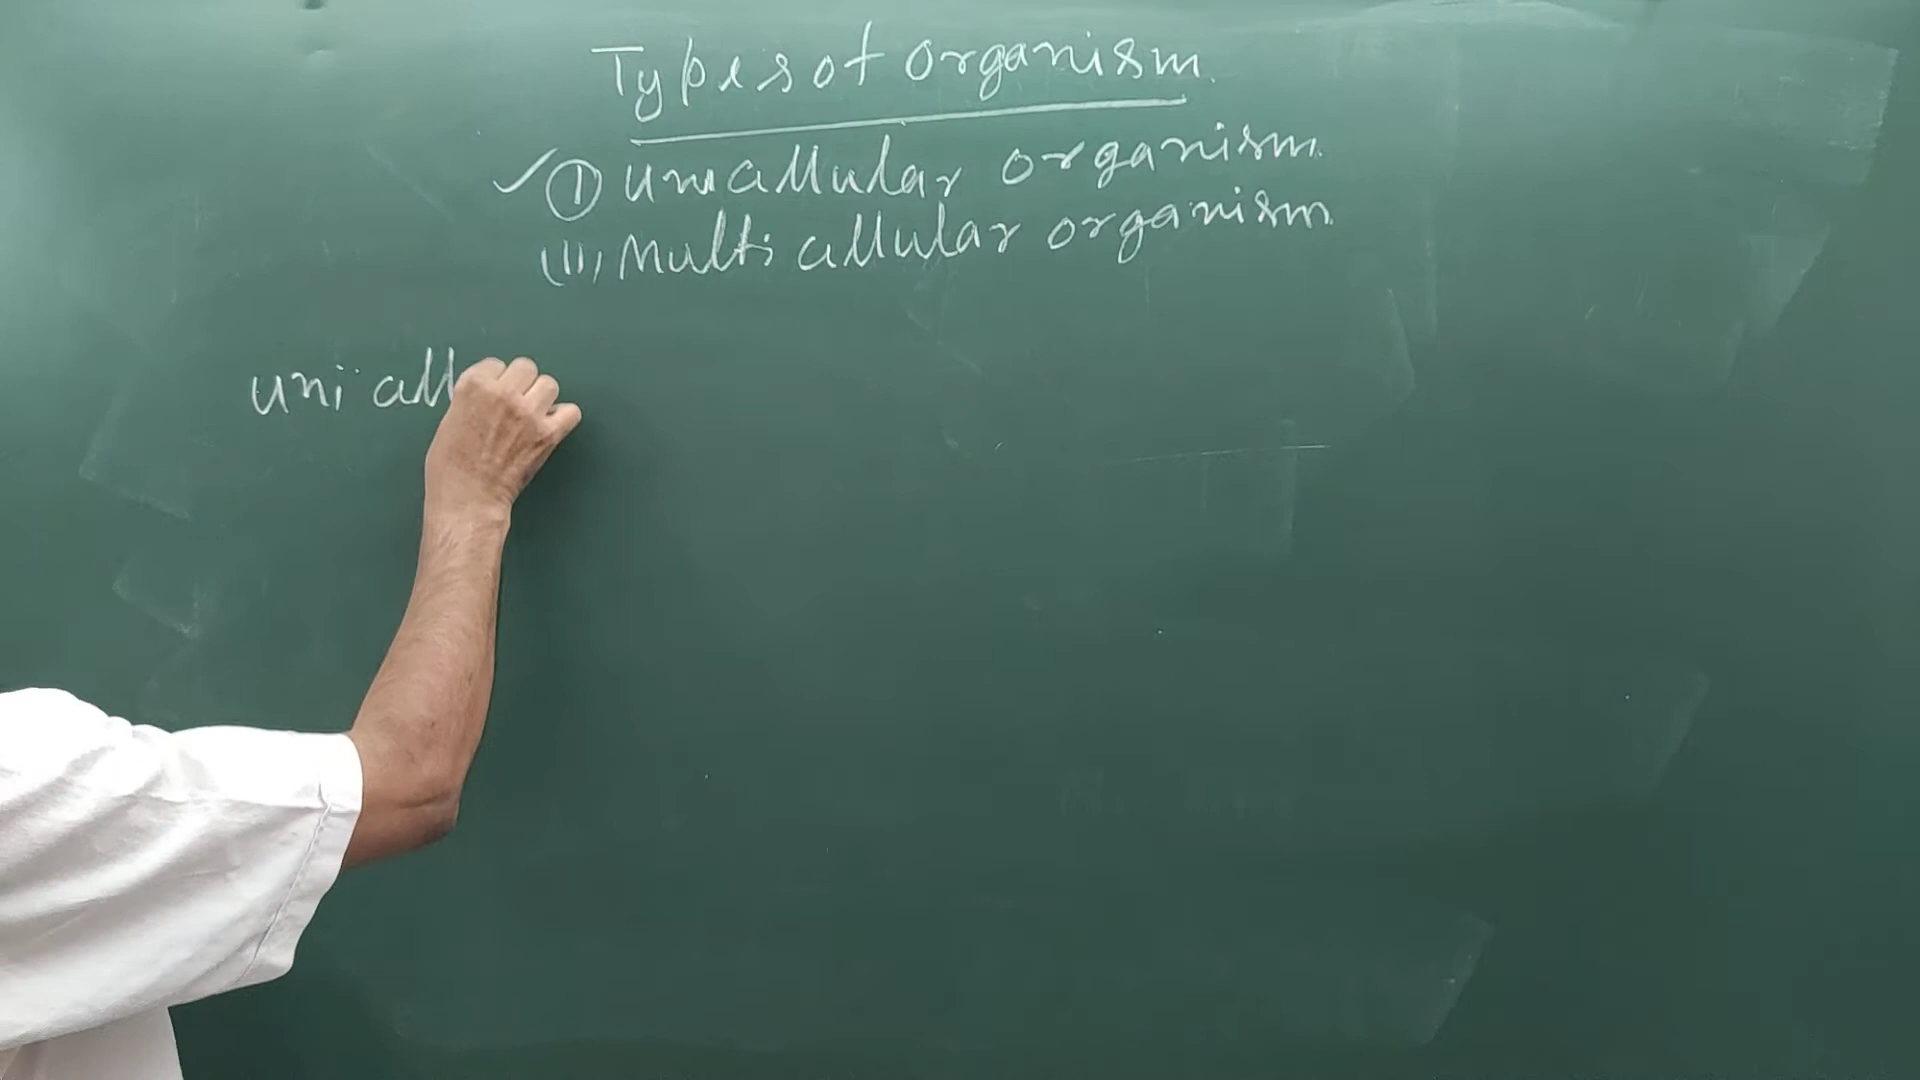 Types of organism
① unicellular organism
(II) Multi cellular organism
uni cell